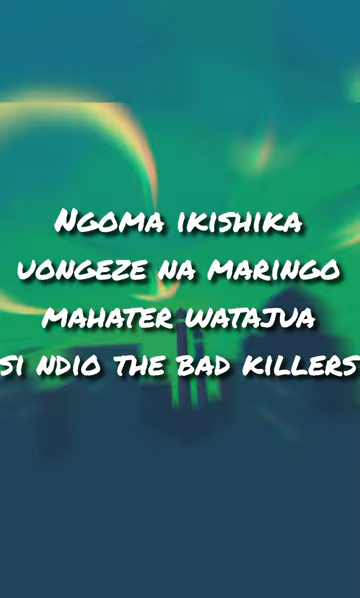 Ngoma ikishika
uongeze na maringo
mahater watajua
si ndio the bad killers